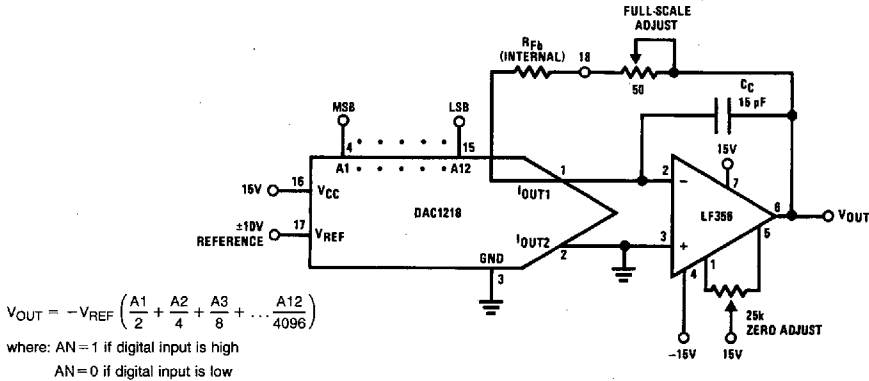 FULL-SCALE
ADJUST
RFb
(INTERNAL)
18
50
CC
15 pF
MSB
LSB
4
15
A1
A12
15V
16
VCC
DAC1218
IOUT1
1
±10V
REFERENCE
17
VREF
IOUT2
2
GND
3
15V
7
2
−
LF356
3
+
6
VOUT
5
4
1
25k
ZERO ADJUST
−15V
15V
VOUT = −VREF (A1/2 + A2/4 + A3/8 + ... A12/4096)
where: AN = 1 if digital input is high
AN = 0 if digital input is low